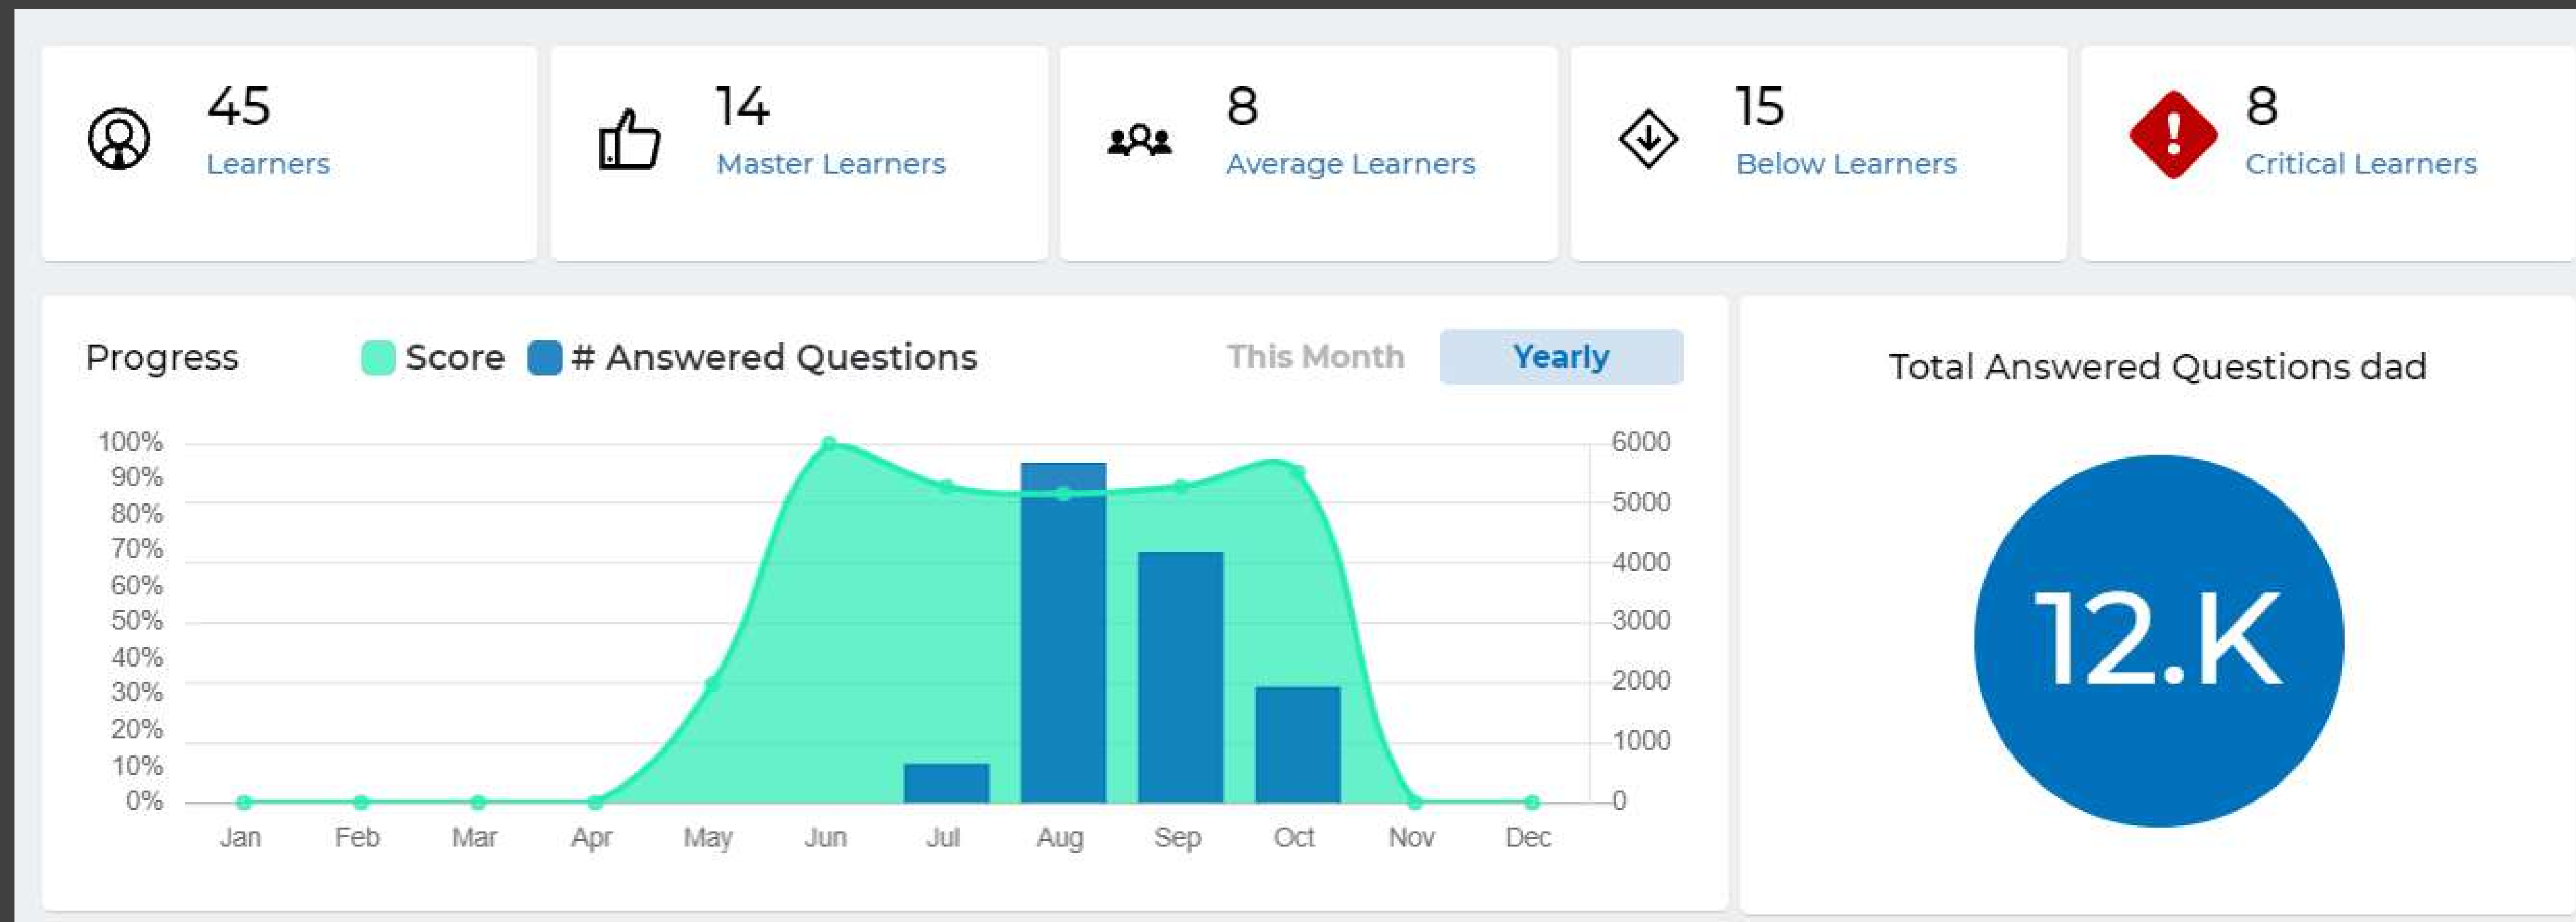 45
Learners
14
Master Learners
8
Average Learners
15
Below Learners
8
Critical Learners
Progress
Score
# Answered Questions
This Month
Yearly
100%
90%
80%
70%
60%
50%
40%
30%
20%
10%
0%
6000
5000
4000
3000
2000
1000
0
Jan Feb Mar Apr May Jun Jul Aug Sep Oct Nov Dec
Total Answered Questions dad
12.K